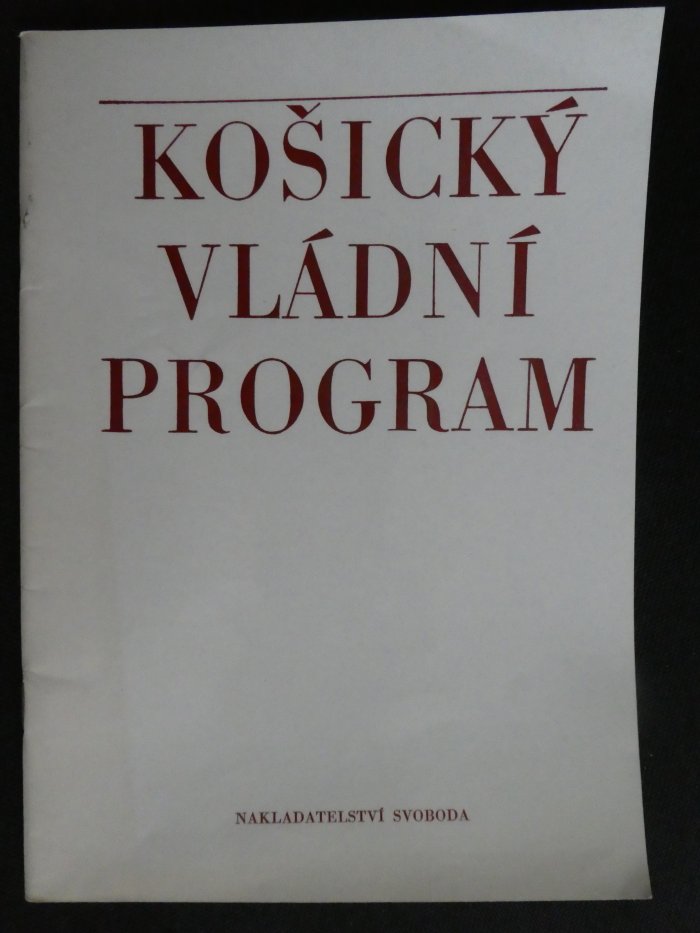 KOŠICKÝ
VLÁDNÍ
PROGRAM
NAKLADATELSTVÍ SVOBODA